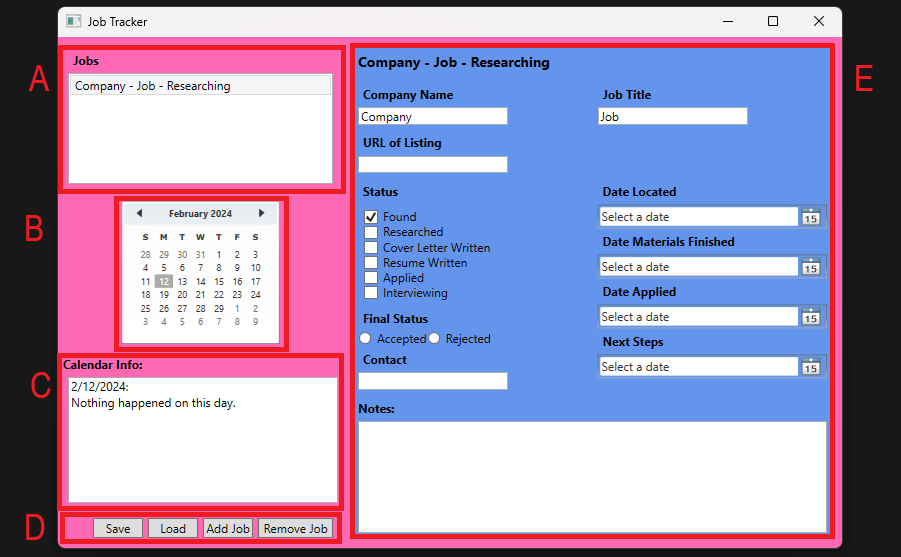 Job Tracker
A
Jobs
Company - Job - Researching
B
February 2024
S M T W T F S
28 29 30 31 1 2 3
4 5 6 7 8 9 10
11 12 13 14 15 16 17
18 19 20 21 22 23 24
25 26 27 28 29 1 2
3 4 5 6 7 8 9
C
Calendar Info:
2/12/2024:
Nothing happened on this day.
D
Save Load Add Job Remove Job
E
Company - Job - Researching
Company Name Job Title
Company Job
URL of Listing
Status
Found
Researched
Cover Letter Written
Resume Written
Applied
Interviewing
Date Located
Select a date 15
Date Materials Finished
Select a date 15
Date Applied
Select a date 15
Next Steps
Select a date 15
Final Status
Accepted Rejected
Contact
Notes: